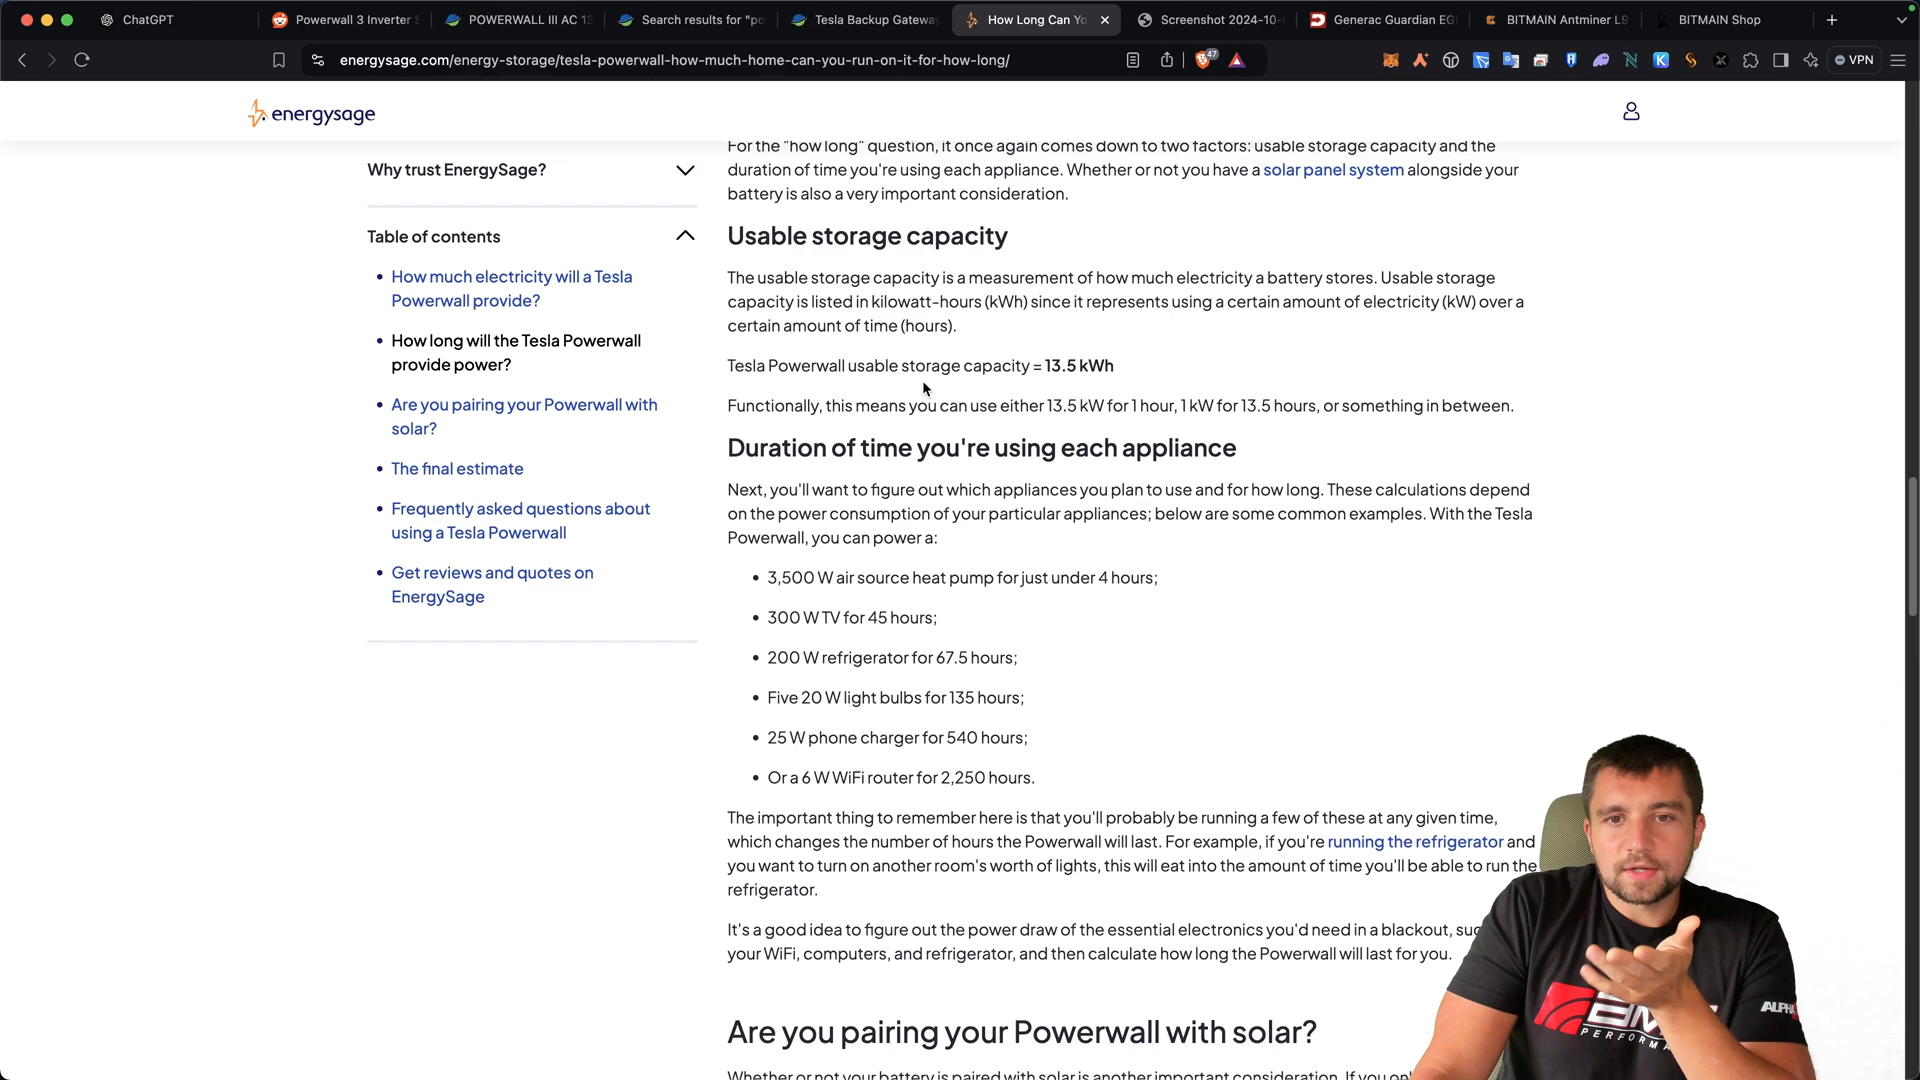 ChatGPT
Powerwall 3 Inverter S
POWERWALL III AC 13
Search results for "po
Tesla Backup Gateway
How Long Can Yo
Screenshot 2024-10-
Generac Guardian EG
BITMAIN Antminer L9
BITMAIN Shop
energysage.com/energy-storage/tesla-powerwall-how-much-home-can-you-run-on-it-for-how-long/
47
VPN
energysage
Why trust EnergySage?
Table of contents
• How much electricity will a Tesla
Powerwall provide?
• How long will the Tesla Powerwall
provide power?
• Are you pairing your Powerwall with
solar?
• The final estimate
• Frequently asked questions about
using a Tesla Powerwall
• Get reviews and quotes on
EnergySage
For the "how long" question, it once again comes down to two factors: usable storage capacity and the
duration of time you're using each appliance. Whether or not you have a solar panel system alongside your
battery is also a very important consideration.
Usable storage capacity
The usable storage capacity is a measurement of how much electricity a battery stores. Usable storage
capacity is listed in kilowatt-hours (kWh) since it represents using a certain amount of electricity (kW) over a
certain amount of time (hours).
Tesla Powerwall usable storage capacity = 13.5 kWh
Functionally, this means you can use either 13.5 kW for 1 hour, 1 kW for 13.5 hours, or something in between.
Duration of time you're using each appliance
Next, you'll want to figure out which appliances you plan to use and for how long. These calculations depend
on the power consumption of your particular appliances; below are some common examples. With the Tesla
Powerwall, you can power a:
• 3,500 W air source heat pump for just under 4 hours;
• 300 W TV for 45 hours;
• 200 W refrigerator for 67.5 hours;
• Five 20 W light bulbs for 135 hours;
• 25 W phone charger for 540 hours;
• Or a 6 W WiFi router for 2,250 hours.
The important thing to remember here is that you'll probably be running a few of these at any given time,
which changes the number of hours the Powerwall will last. For example, if you're running the refrigerator and
you want to turn on another room's worth of lights, this will eat into the amount of time you'll be able to run the
refrigerator.
It's a good idea to figure out the power draw of the essential electronics you'd need in a blackout, suc
your WiFi, computers, and refrigerator, and then calculate how long the Powerwall will last for you.
Are you pairing your Powerwall with solar?
Whether or not your battery is paired with solar is another important consideration. If you onl
ALPH
PERFORMA